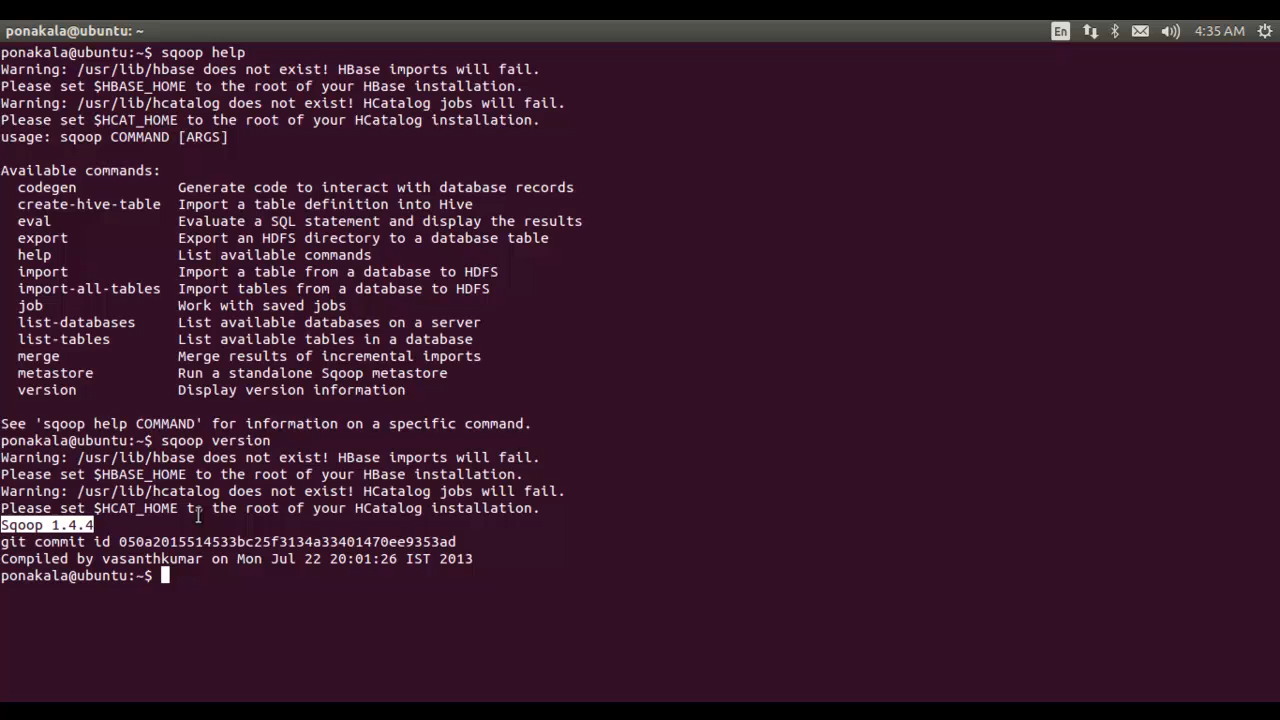 ponakala@ubuntu: ~
En
4:35 AM
ponakala@ubuntu:~$ sqoop help
Warning: /usr/lib/hbase does not exist! HBase imports will fail.
Please set $HBASE_HOME to the root of your HBase installation.
Warning: /usr/lib/hcatalog does not exist! HCatalog jobs will fail.
Please set $HCAT_HOME to the root of your HCatalog installation.
usage: sqoop COMMAND [ARGS]
Available commands:
codegen            Generate code to interact with database records
create-hive-table  Import a table definition into Hive
eval               Evaluate a SQL statement and display the results
export             Export an HDFS directory to a database table
help               List available commands
import             Import a table from a database to HDFS
import-all-tables  Import tables from a database to HDFS
job                Work with saved jobs
list-databases     List available databases on a server
list-tables        List available tables in a database
merge              Merge results of incremental imports
metastore          Run a standalone Sqoop metastore
version            Display version information
See 'sqoop help COMMAND' for information on a specific command.
ponakala@ubuntu:~$ sqoop version
Warning: /usr/lib/hbase does not exist! HBase imports will fail.
Please set $HBASE_HOME to the root of your HBase installation.
Warning: /usr/lib/hcatalog does not exist! HCatalog jobs will fail.
Please set $HCAT_HOME to the root of your HCatalog installation.
Sqoop 1.4.4
git commit id 050a2015514533bc25f3134a33401470ee9353ad
Compiled by vasanthkumar on Mon Jul 22 20:01:26 IST 2013
ponakala@ubuntu:~$